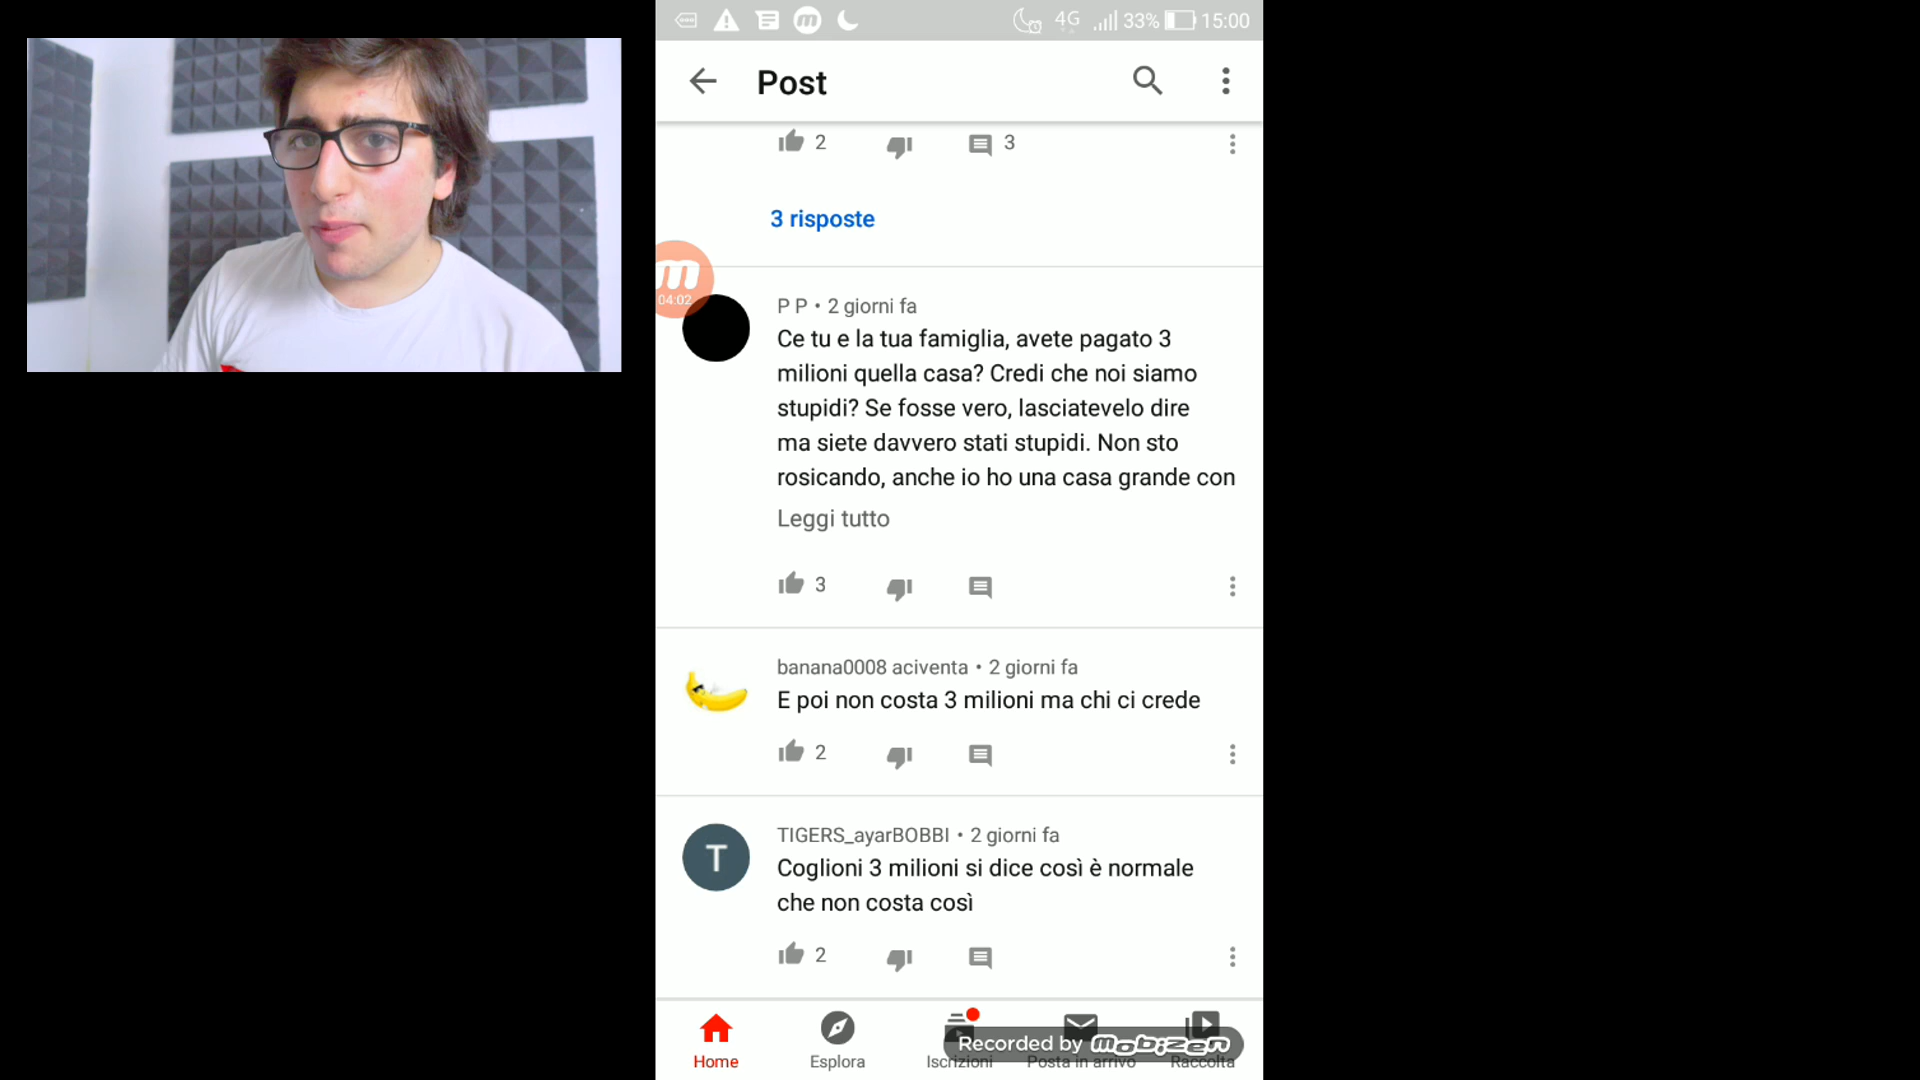 4G 33% 15:00
Post
2 3
3 risposte
m
04:02
P P • 2 giorni fa
Ce tu e la tua famiglia, avete pagato 3
milioni quella casa? Credi che noi siamo
stupidi? Se fosse vero, lasciatevelo dire
ma siete davvero stati stupidi. Non sto
rosicando, anche io ho una casa grande con
Leggi tutto
3
banana0008 aciventa • 2 giorni fa
E poi non costa 3 milioni ma chi ci crede
2
T
TIGERS_ayarBOBBI • 2 giorni fa
Coglioni 3 milioni si dice così è normale
che non costa così
2
Recorded by mobizen
Home Esplora Iscrizioni Posta in arrivo Raccolta